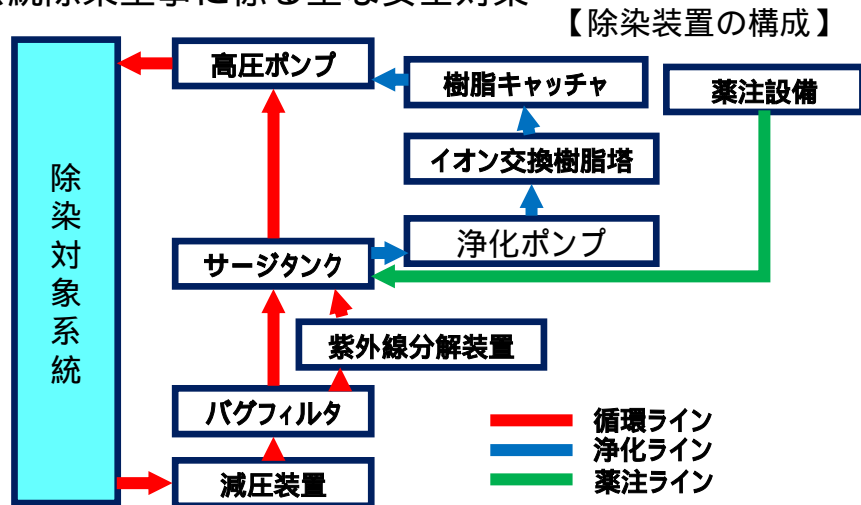 【除染装置の構成】
高圧ポンプ
樹脂キャッチャ
薬注設備
イオン交換樹脂塔
除染対象系統
サージタンク
浄化ポンプ
紫外線分解装置
バグフィルタ
減圧装置
循環ライン
浄化ライン
薬注ライン